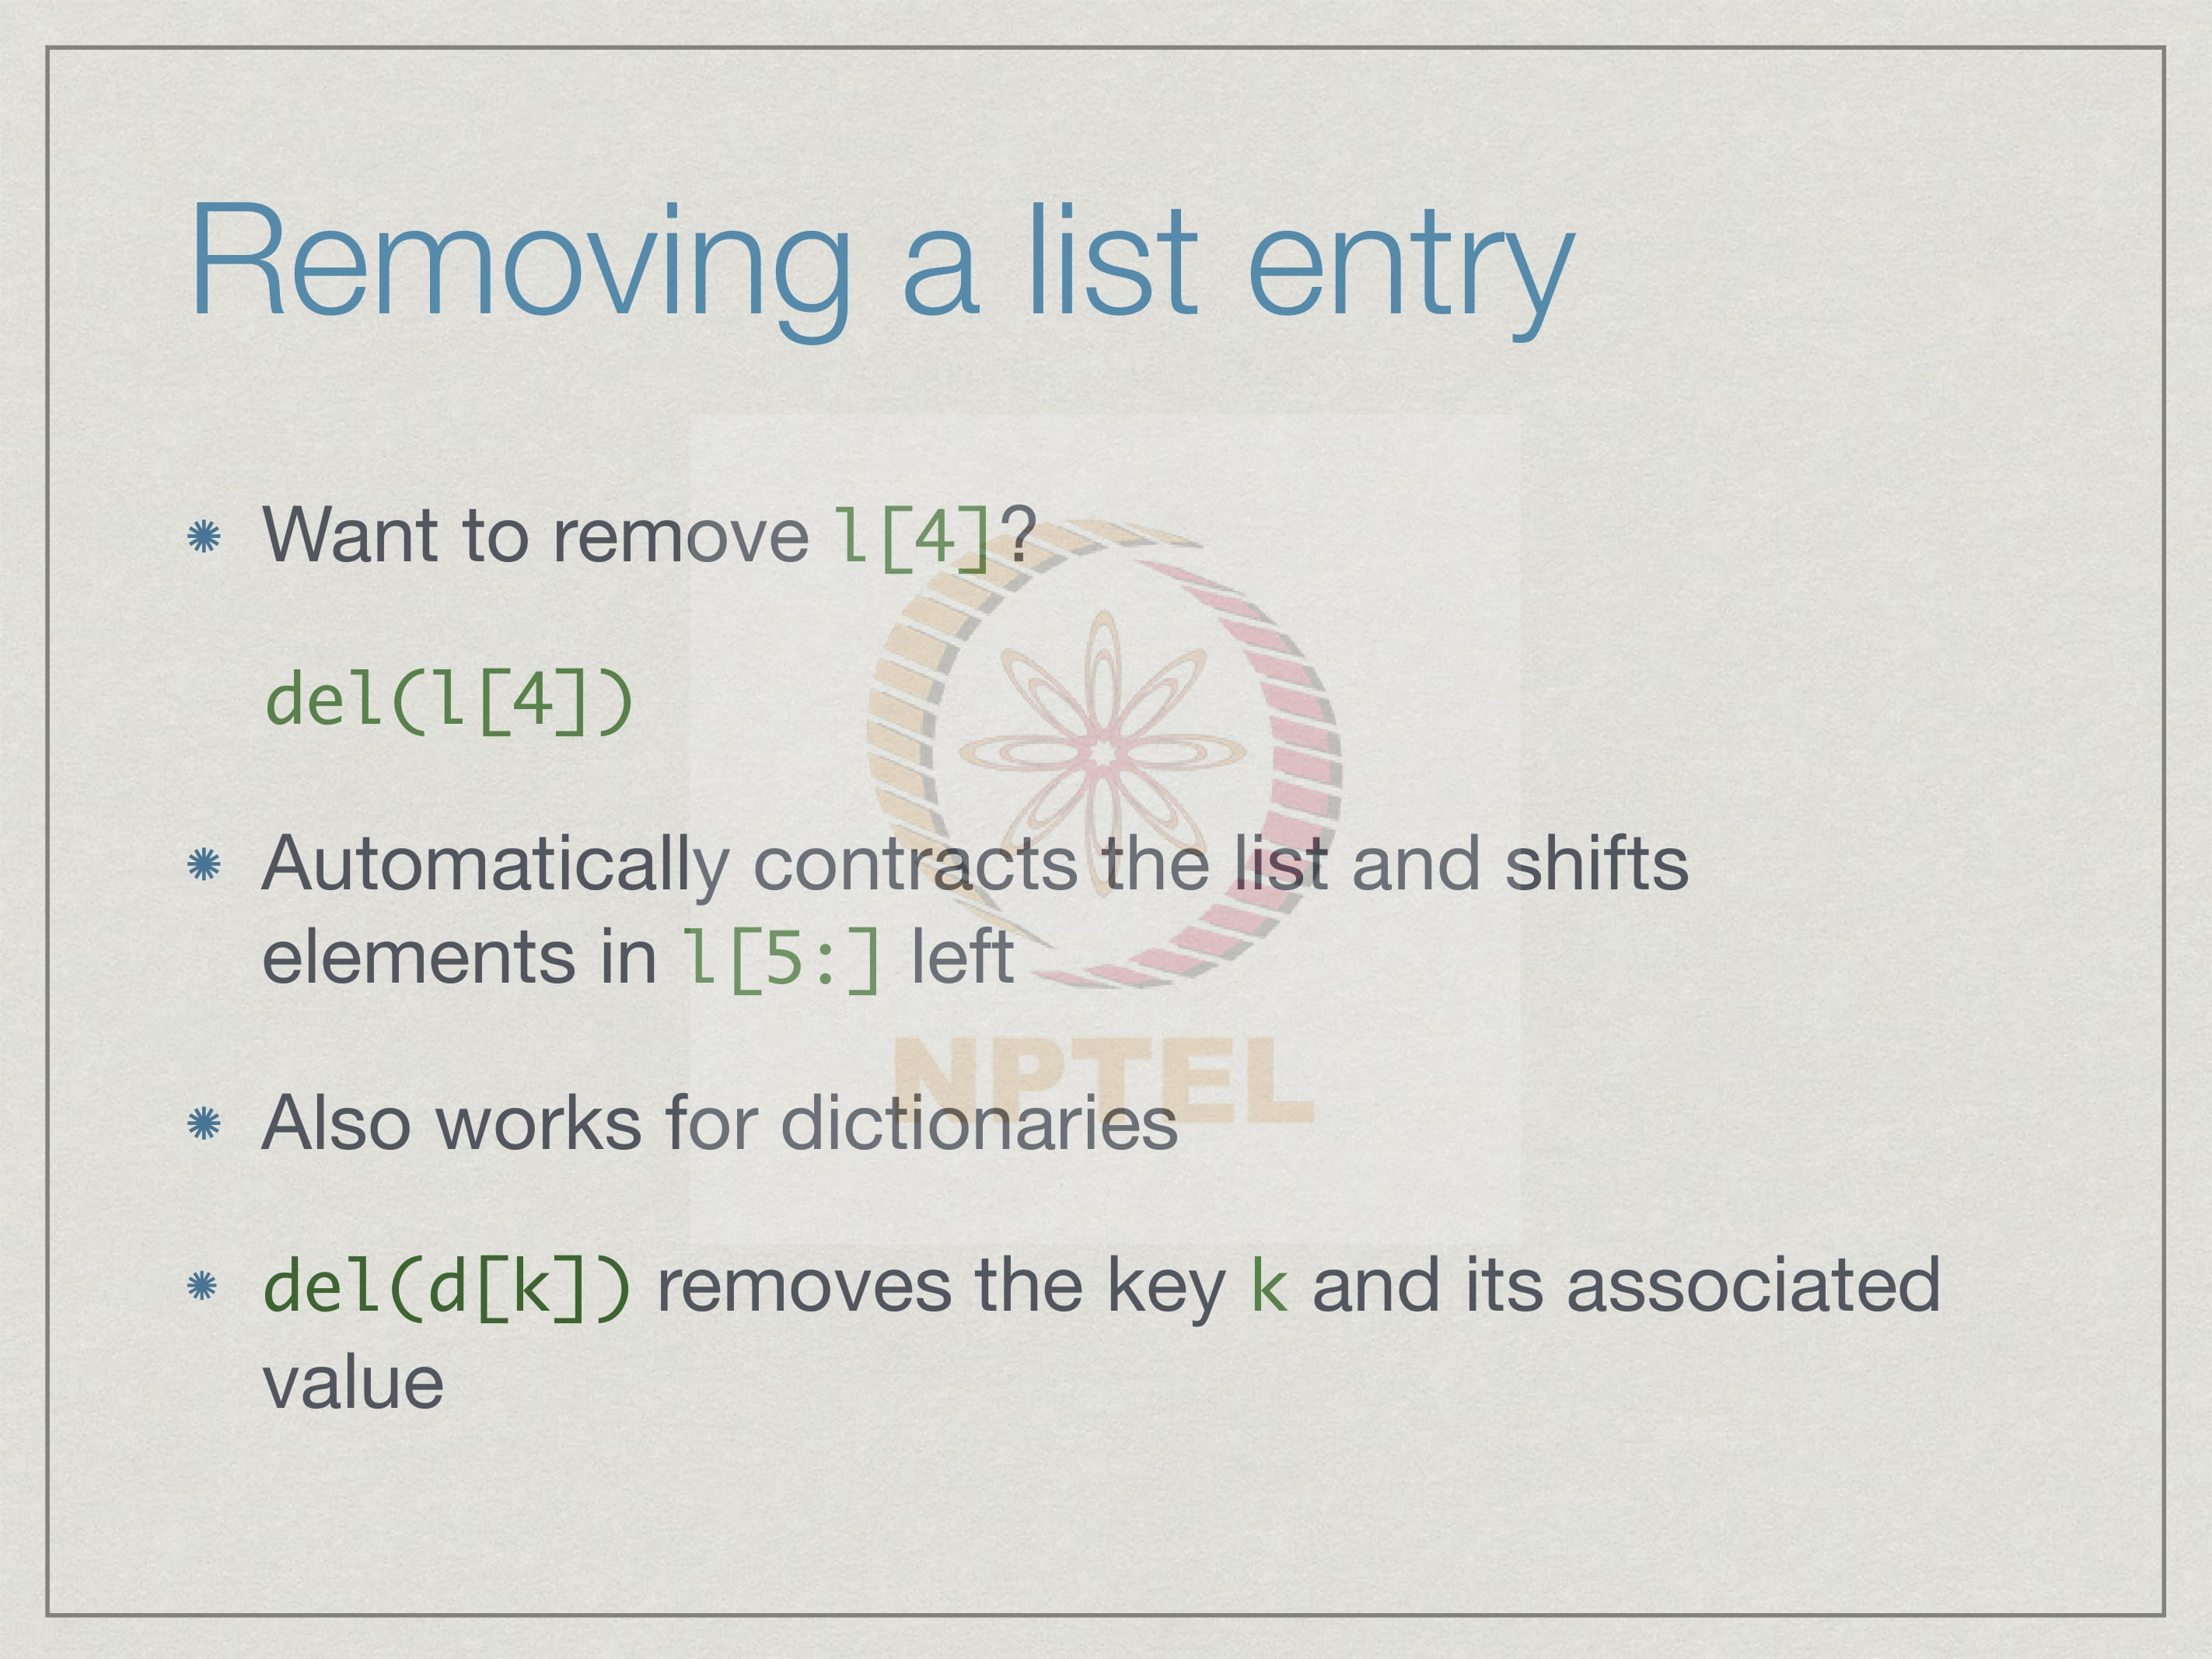 Removing a list entry
Want to remove l[4]?
del(l[4])
Automatically contracts the list and shifts
elements in l[5:] left
NPTEL
Also works for dictionaries
del(d[k]) removes the key k and its associated
value